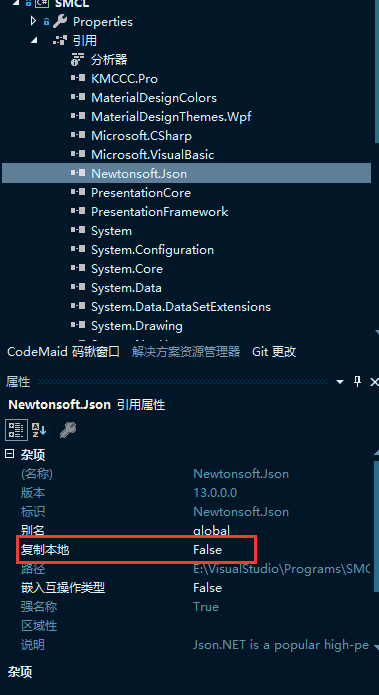 SMCL
Properties
引用
分析器
KMCCC.Pro
MaterialDesignColors
MaterialDesignThemes.Wpf
Microsoft.CSharp
Microsoft.VisualBasic
Newtonsoft.Json
PresentationCore
PresentationFramework
System
System.Configuration
System.Core
System.Data
System.Data.DataSetExtensions
System.Drawing
CodeMaid 码锹窗口 解决方案资源管理器 Git 更改
属性
Newtonsoft.Json 引用属性
杂项
(名称) Newtonsoft.Json
版本 13.0.0.0
标识 Newtonsoft.Json
别名 global
复制本地 False
路径 E:\VisualStudio\Programs\SMC
嵌入互操作类型 False
强名称 True
区域性
说明 Json.NET is a popular high-pe
杂项